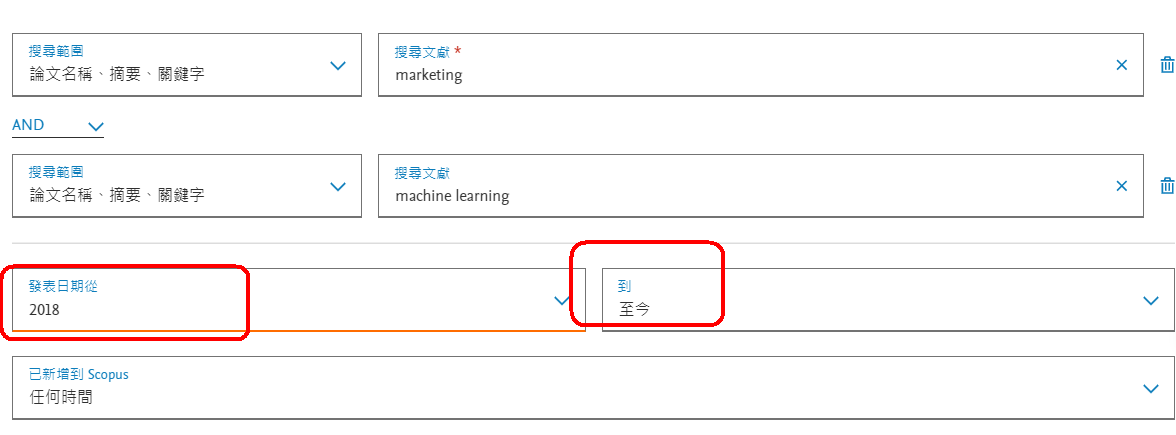 搜尋範圍
論文名稱、摘要、關鍵字
搜尋文獻 *
marketing
AND
搜尋範圍
論文名稱、摘要、關鍵字
搜尋文獻
machine learning
發表日期從
2018
到
至今
已新增到 Scopus
任何時間